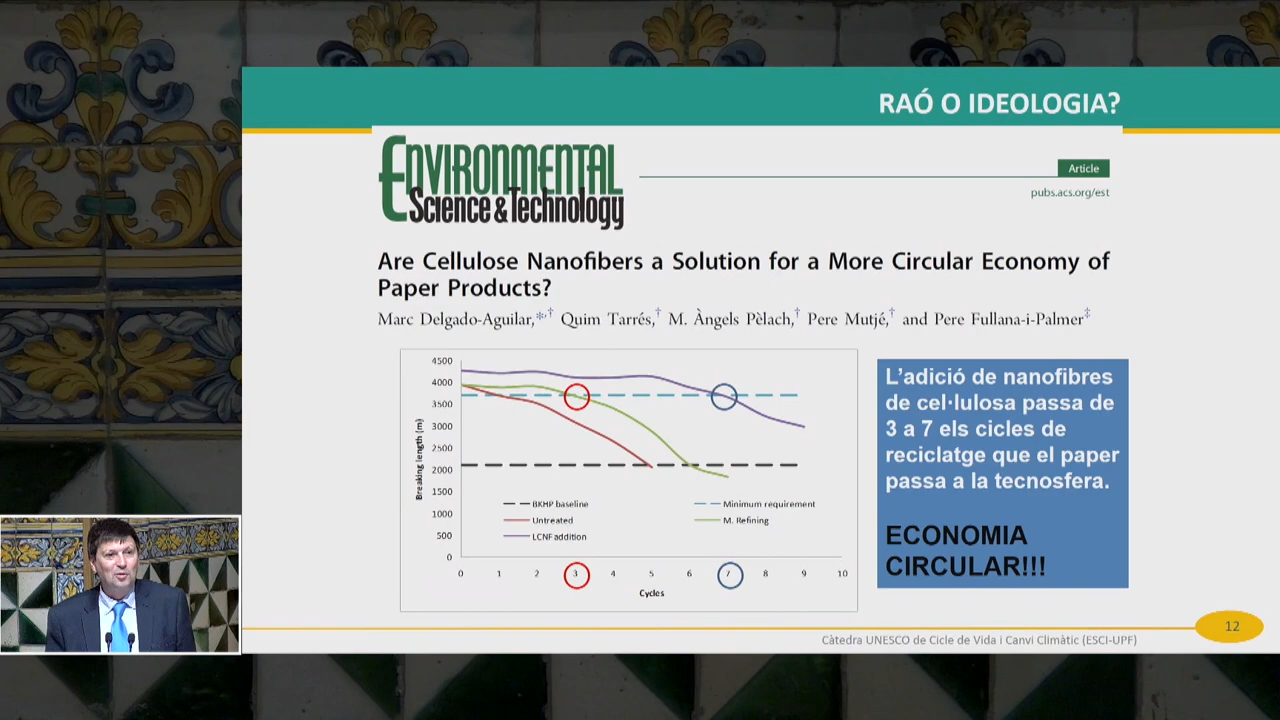 RAÓ O IDEOLOGIA?
ENVIRONMENTAL
Science & Technology
Article
pubs.acs.org/est
Are Cellulose Nanofibers a Solution for a More Circular Economy of
Paper Products?
Marc Delgado-Aguilar,*,† Quim Tarrés,† M. Àngels Pèlach,† Pere Mutjé,† and Pere Fullana-i-Palmer‡
4500
4000
3500
3000
2500
2000
1500
1000
500
0
Breaking length (m)
BKHP baseline
Minimum requirement
Untreated
M. Refining
LCNF addition
0 1 2 3 4 5 6 7 8 9 10
Cycles
L'adició de nanofibres
de cel·lulosa passa de
3 a 7 els cicles de
reciclatge que el paper
passa a la tecnosfera.
ECONOMIA
CIRCULAR!!!
12
Càtedra UNESCO de Cicle de Vida i Canvi Climàtic (ESCI-UPF)